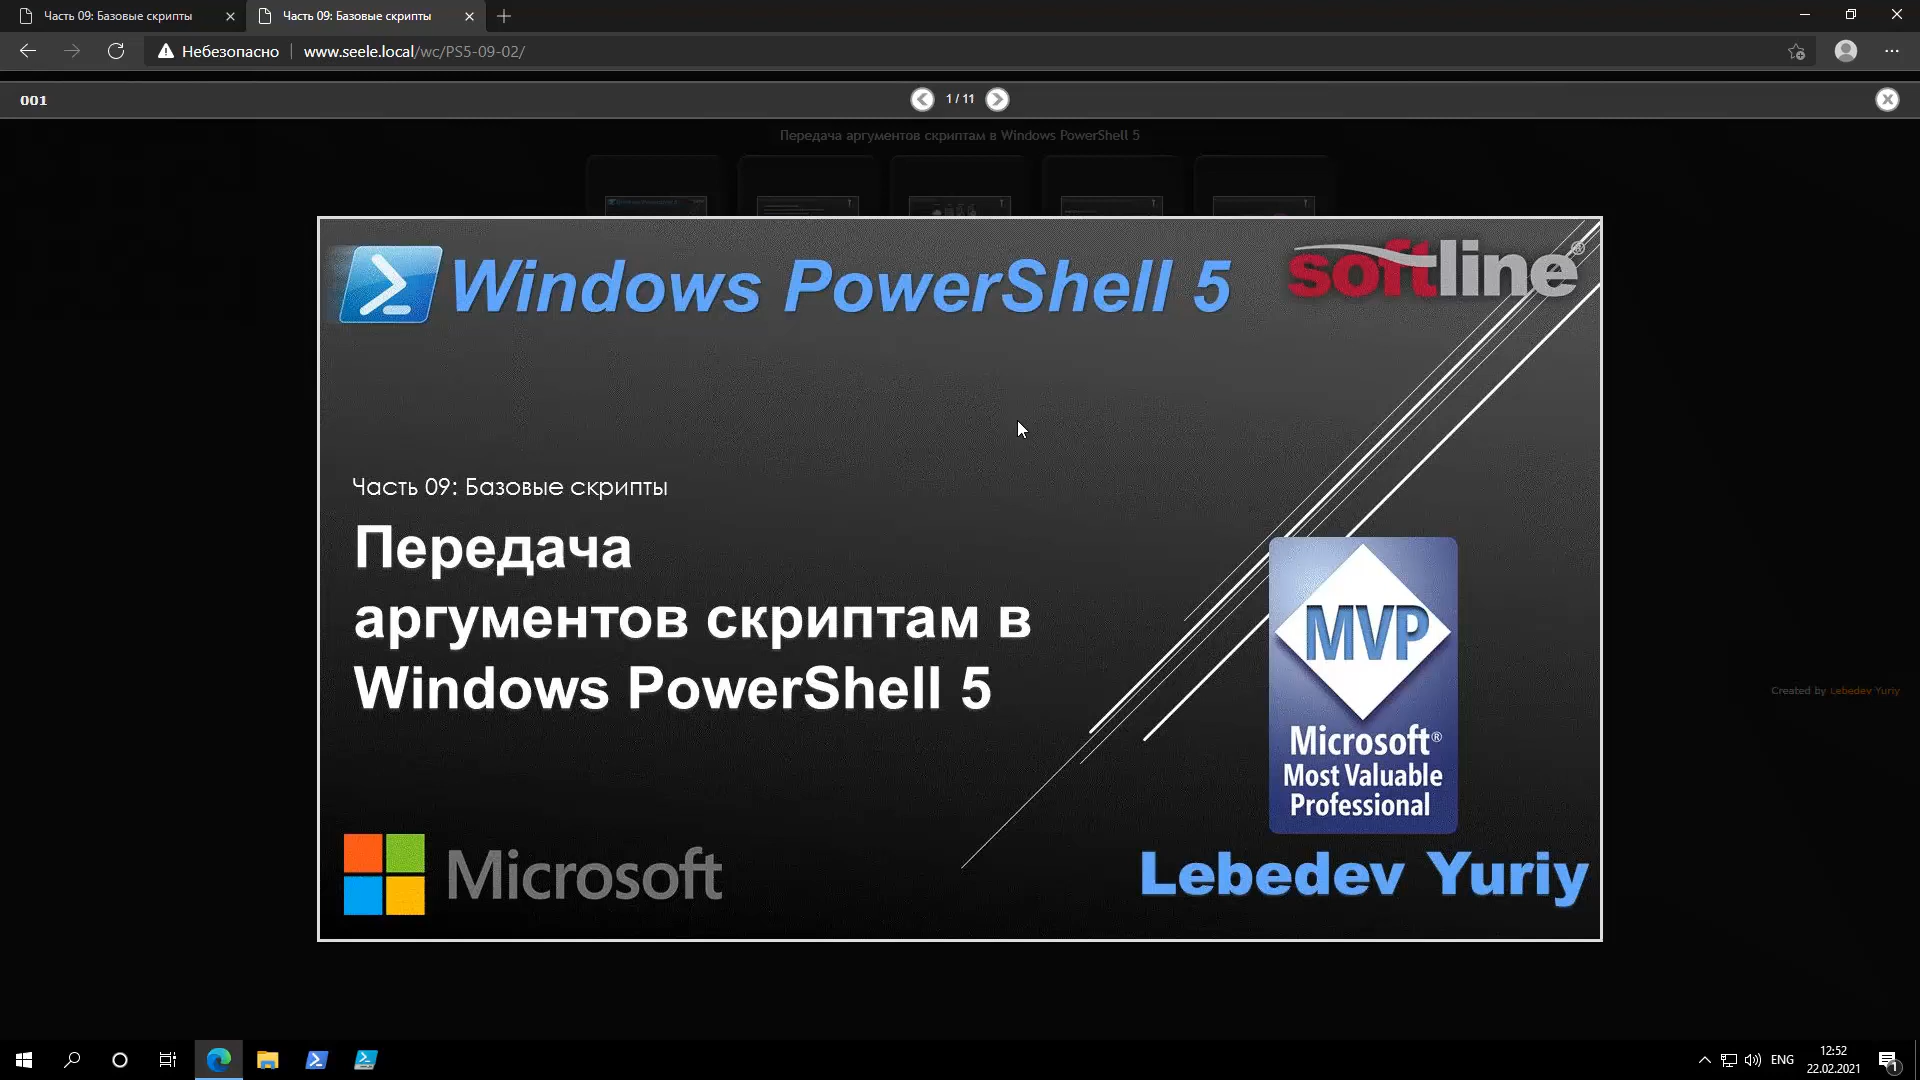 Часть 09: Базовые скрипты
Часть 09: Базовые скрипты
Небезопасно
www.seele.local/wc/PS5-09-02/
001
1 / 11
Передача аргументов скриптам в Windows PowerShell 5
Windows PowerShell 5
softline®
Часть 09: Базовые скрипты
Передача
аргументов скриптам в
Windows PowerShell 5
MVP
Microsoft®
Most Valuable
Professional
Created by Lebedev Yuriy
Microsoft
Lebedev Yuriy
ENG
12:52
22.02.2021
1